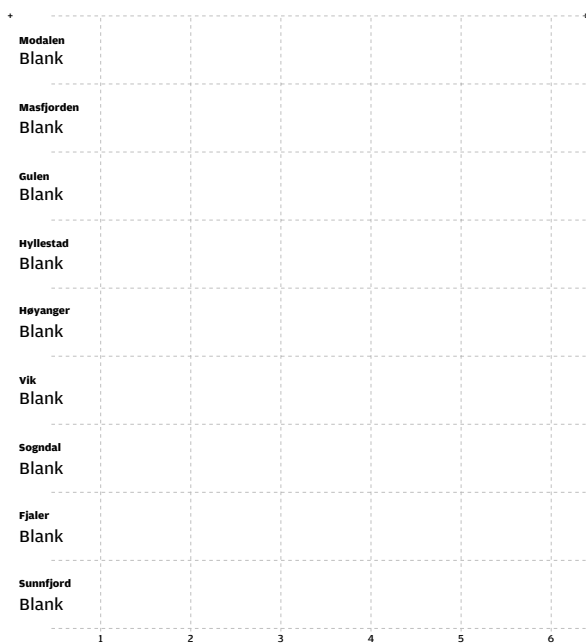 Modalen
Blank
Masfjorden
Blank
Gulen
Blank
Hyllestad
Blank
Høyanger
Blank
Vik
Blank
Sogndal
Blank
Fjaler
Blank
Sunnfjord
Blank
1 2 3 4 5 6